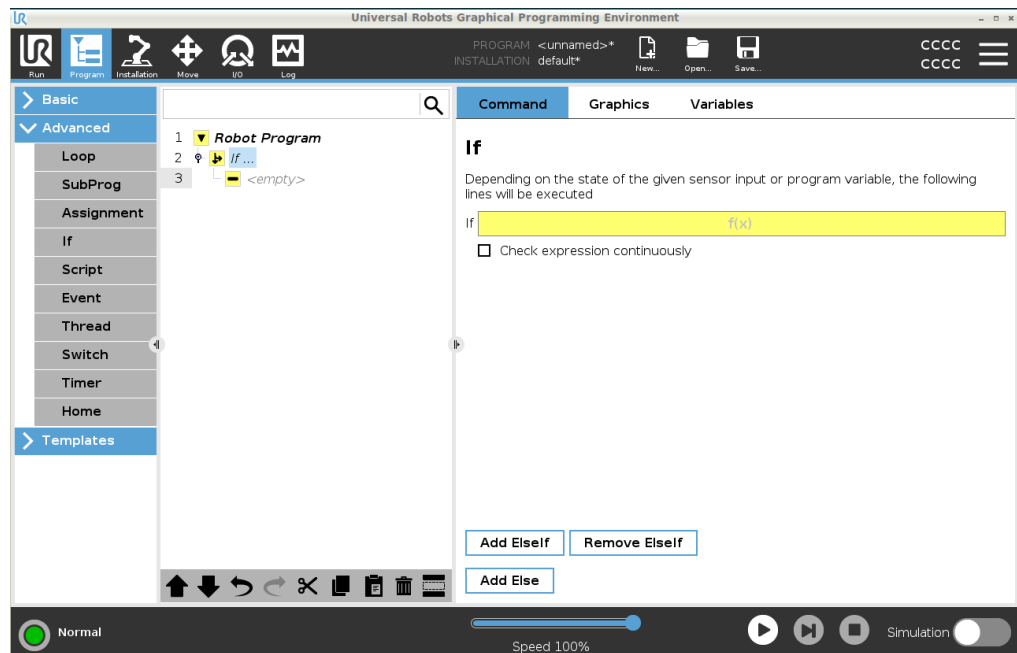 Universal Robots Graphical Programming Environment
Run
Program
Installation
Move
I/O
Log
PROGRAM <unnamed>*
INSTALLATION default*
New...
Open...
Save...
CCCC
CCCC
Basic
Advanced
Loop
SubProg
Assignment
If
Script
Event
Thread
Switch
Timer
Home
Templates
1 Robot Program
2 If ...
3 <empty>
Command Graphics Variables
If
Depending on the state of the given sensor input or program variable, the following
lines will be executed
If f(x)
Check expression continuously
Add ElseIf Remove ElseIf
Add Else
Normal
Speed 100%
Simulation